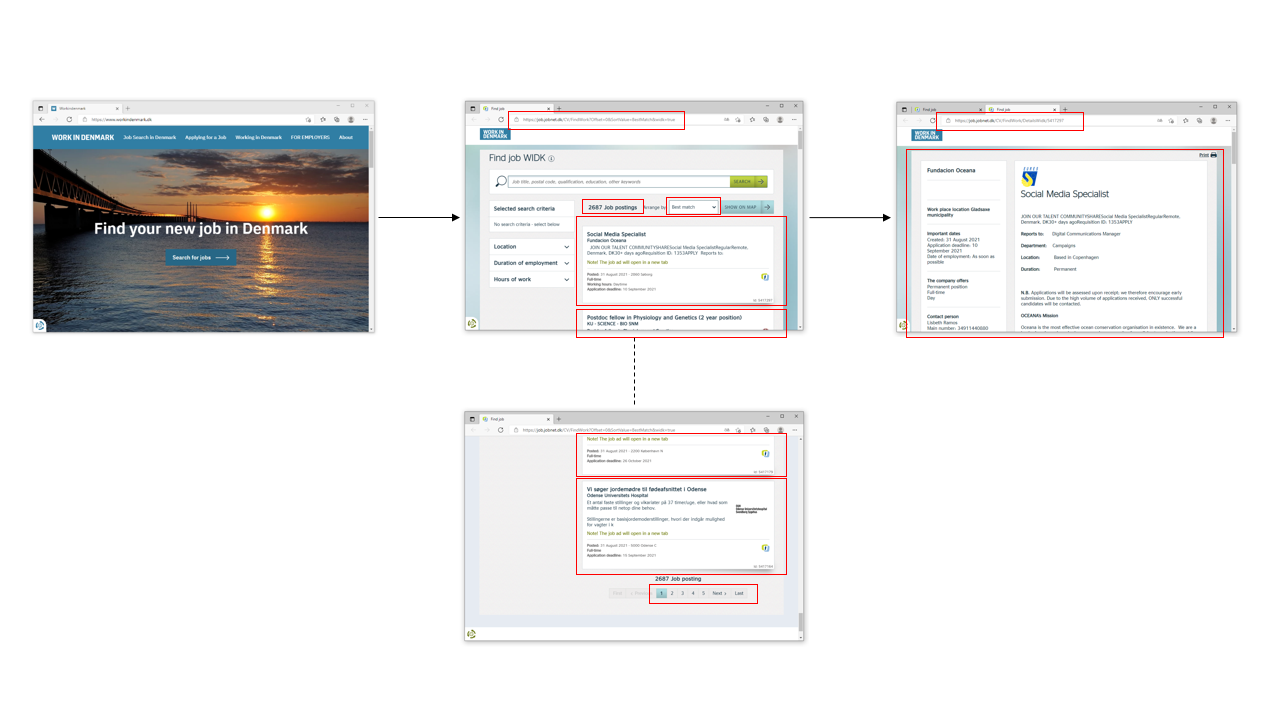 Workindenmark
https://www.workindenmark.dk
WORK IN DENMARK
Job Search in Denmark
Applying for a Job
Working in Denmark
FOR EMPLOYERS
About
Find your new job in Denmark
Search for jobs
Find job
https://job.jobnet.dk/CV/FindWork?Offset=0&SortValue=BestMatch&widk=true
WORK IN
DENMARK
Find job WIDK
Job title, postal code, qualification, education, other keywords
SEARCH
Selected search criteria
No search criteria - select below
Location
Duration of employment
Hours of work
2687 Job postings
Arrange by
Best match
SHOW ON MAP
Social Media Specialist
Fundacion Oceana
JOIN OUR TALENT COMMUNITYSHARESocial Media SpecialistRegularRemote,
Denmark, DK30+ days agoRequisition ID: 1353APPLY Reports to:
Note! The job ad will open in a new tab
Posted: 31 August 2021 - 2860 Søborg
Full-time
Working hours: Daytime
Application deadline: 10 September 2021
Id: 5417297
Postdoc fellow in Physiology and Genetics (2 year position)
KU - SCIENCE - BIO SNM
Find job
Find job
https://job.jobnet.dk/CV/FindWork/DetailsWidk/5417297
WORK IN
DENMARK
Print
Fundacion Oceana
Work place location Gladsaxe
municipality
Important dates
Created: 31 August 2021
Application deadline: 10
September 2021
Date of employment: As soon as
possible
The company offers
Permanent position
Full-time
Day
Contact person
Lisbeth Ramos
Main number: 34911440880
Social Media Specialist
JOIN OUR TALENT COMMUNITYSHARESocial Media SpecialistRegularRemote,
Denmark, DK30+ days agoRequisition ID: 1353APPLY
Reports to: Digital Communications Manager
Department: Campaigns
Location: Based in Copenhagen
Duration: Permanent
N.B. Applications will be assessed upon receipt; we therefore encourage early
submission. Due to the high volume of applications received, ONLY successful
candidates will be contacted.
OCEANA's Mission
Oceana is the most effective ocean conservation organisation in existence. We are a
Find job
https://job.jobnet.dk/CV/FindWork?Offset=0&SortValue=BestMatch&widk=true
Note! The job ad will open in a new tab
Posted: 31 August 2021 - 2200 København N
Full-time
Application deadline: 26 October 2021
Vi søger jordemødre til fødeafsnittet i Odense
Odense Universitets Hospital
Et antal faste stillinger og vikariater på 37 timer/uge, eller hvad som
måtte passe til netop dine behov.
Stillingerne er basisjordemoderstillinger, hvori der indgår mulighed
for vagter i k
Note! The job ad will open in a new tab
Posted: 31 August 2021 - 5000 Odense C
Full-time
Application deadline: 10 September 2021
2687 Job posting
First
1 2 3 4 5 Next › Last